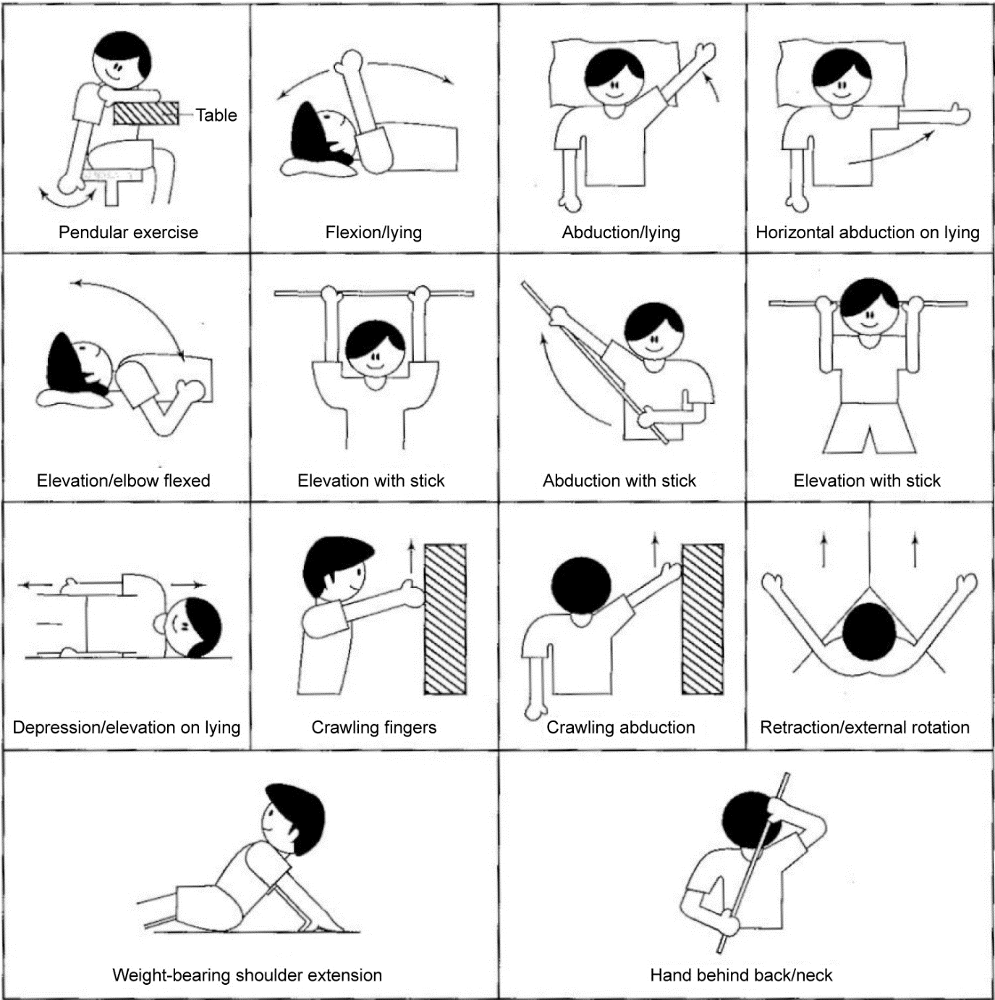 Table
Pendular exercise
Flexion/lying
Abduction/lying
Horizontal abduction on lying
Elevation/elbow flexed
Elevation with stick
Abduction with stick
Elevation with stick
Depression/elevation on lying
Crawling fingers
Crawling abduction
Retraction/external rotation
Weight-bearing shoulder extension
Hand behind back/neck